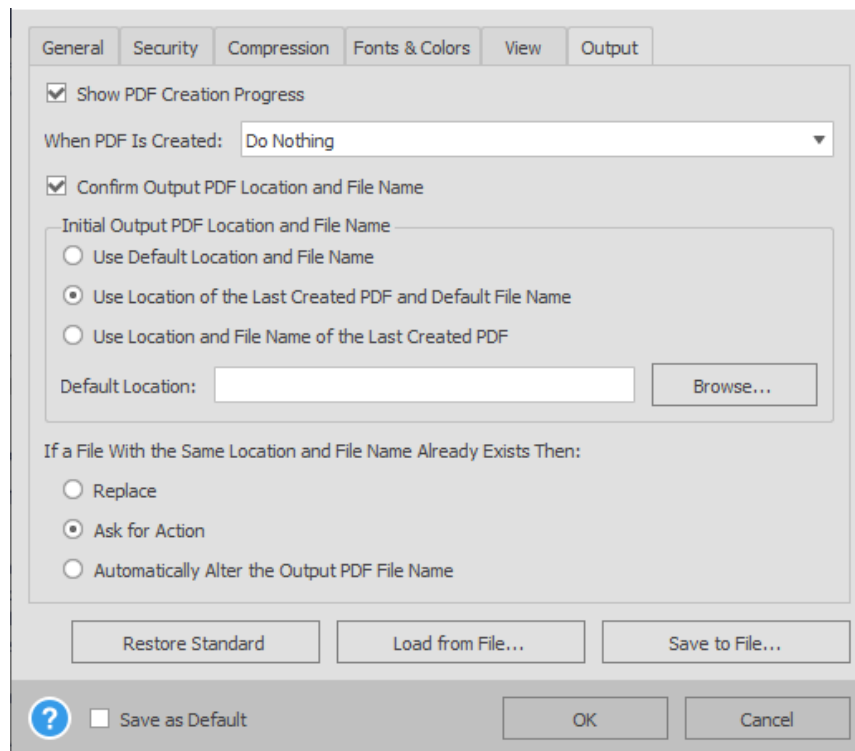 General Security Compression Fonts & Colors View Output
Show PDF Creation Progress
When PDF Is Created: Do Nothing
Confirm Output PDF Location and File Name
Initial Output PDF Location and File Name
Use Default Location and File Name
Use Location of the Last Created PDF and Default File Name
Use Location and File Name of the Last Created PDF
Default Location: Browse...
If a File With the Same Location and File Name Already Exists Then:
Replace
Ask for Action
Automatically Alter the Output PDF File Name
Restore Standard Load from File... Save to File...
? Save as Default OK Cancel